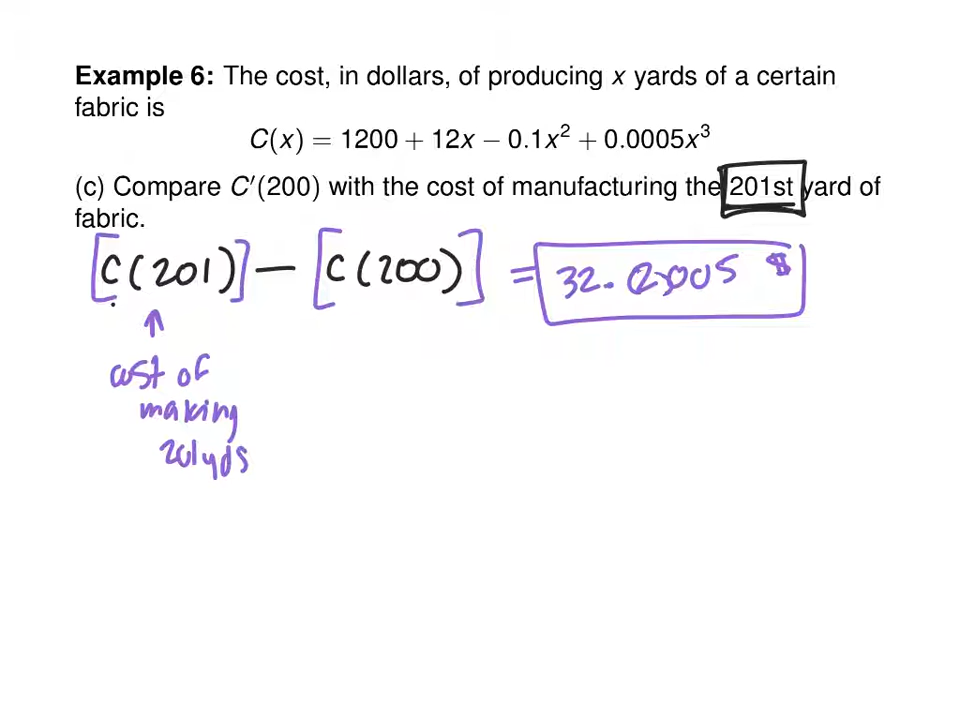 Example 6: The cost, in dollars, of producing x yards of a certain
fabric is
C(x) = 1200 + 12x − 0.1x² + 0.0005x³
(c) Compare C′(200) with the cost of manufacturing the 201st yard of
fabric.
[C(201)] − [C(200)] = 32.2005 $
↑
cost of
making
201yds